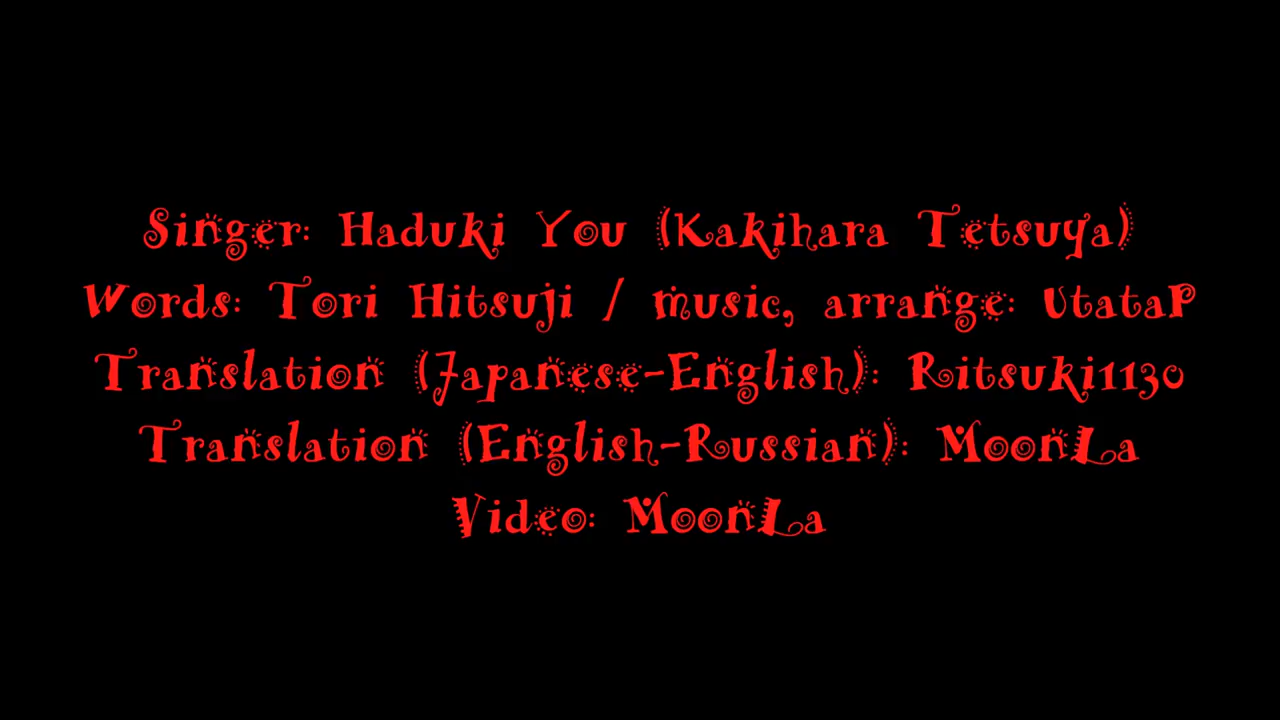 Singer: Haduki You (Kakihara Tetsuya)
Words: Tori Hitsuji / music, arrange: UtataP
Translation (Japanese-English): Ritsuki1130
Translation (English-Russian): MoonLa
Video: MoonLa